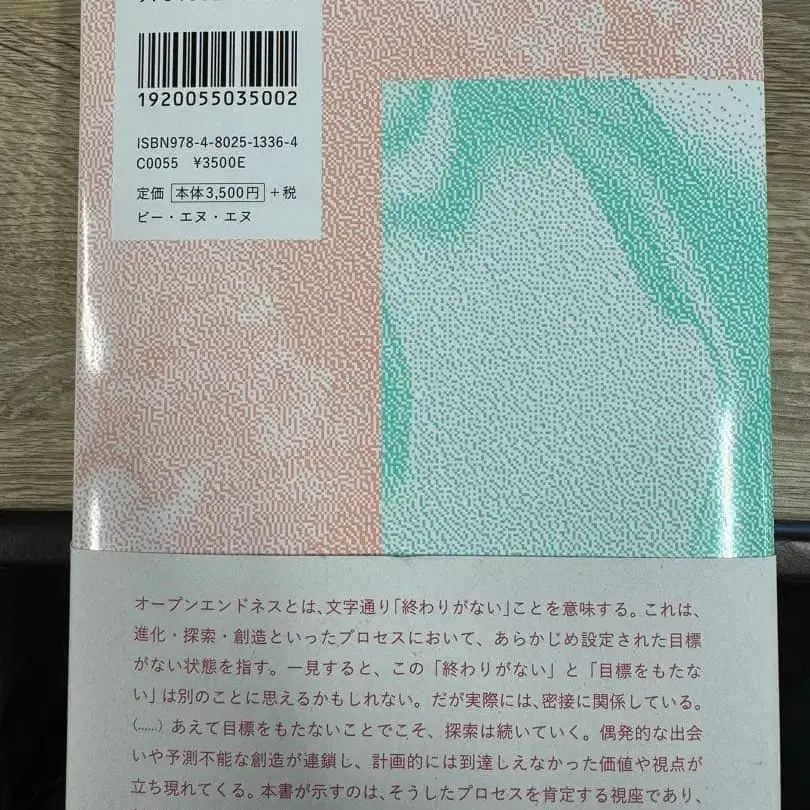 1920055035002
ISBN978-4-8025-1336-4
C0055 ¥3500E
定価 本体3,500円 +税
ビー・エヌ・エヌ
オープンエンドネスとは、文字通り「終わりがない」ことを意味する。これは、
進化・探索・創造といったプロセスにおいて、あらかじめ設定された目標
がない状態を指す。一見すると、この「終わりがない」と「目標をもたな
い」は別のことに思えるかもしれない。だが実際には、密接に関係している。
(……) あえて目標をもたないことでこそ、探索は続いていく。偶発的な出会
いや予測不能な創造が連鎖し、計画的には到達しえなかった価値や視点が
立ち現れてくる。本書が示すのは、そうしたプロセスを肯定する視座であり、